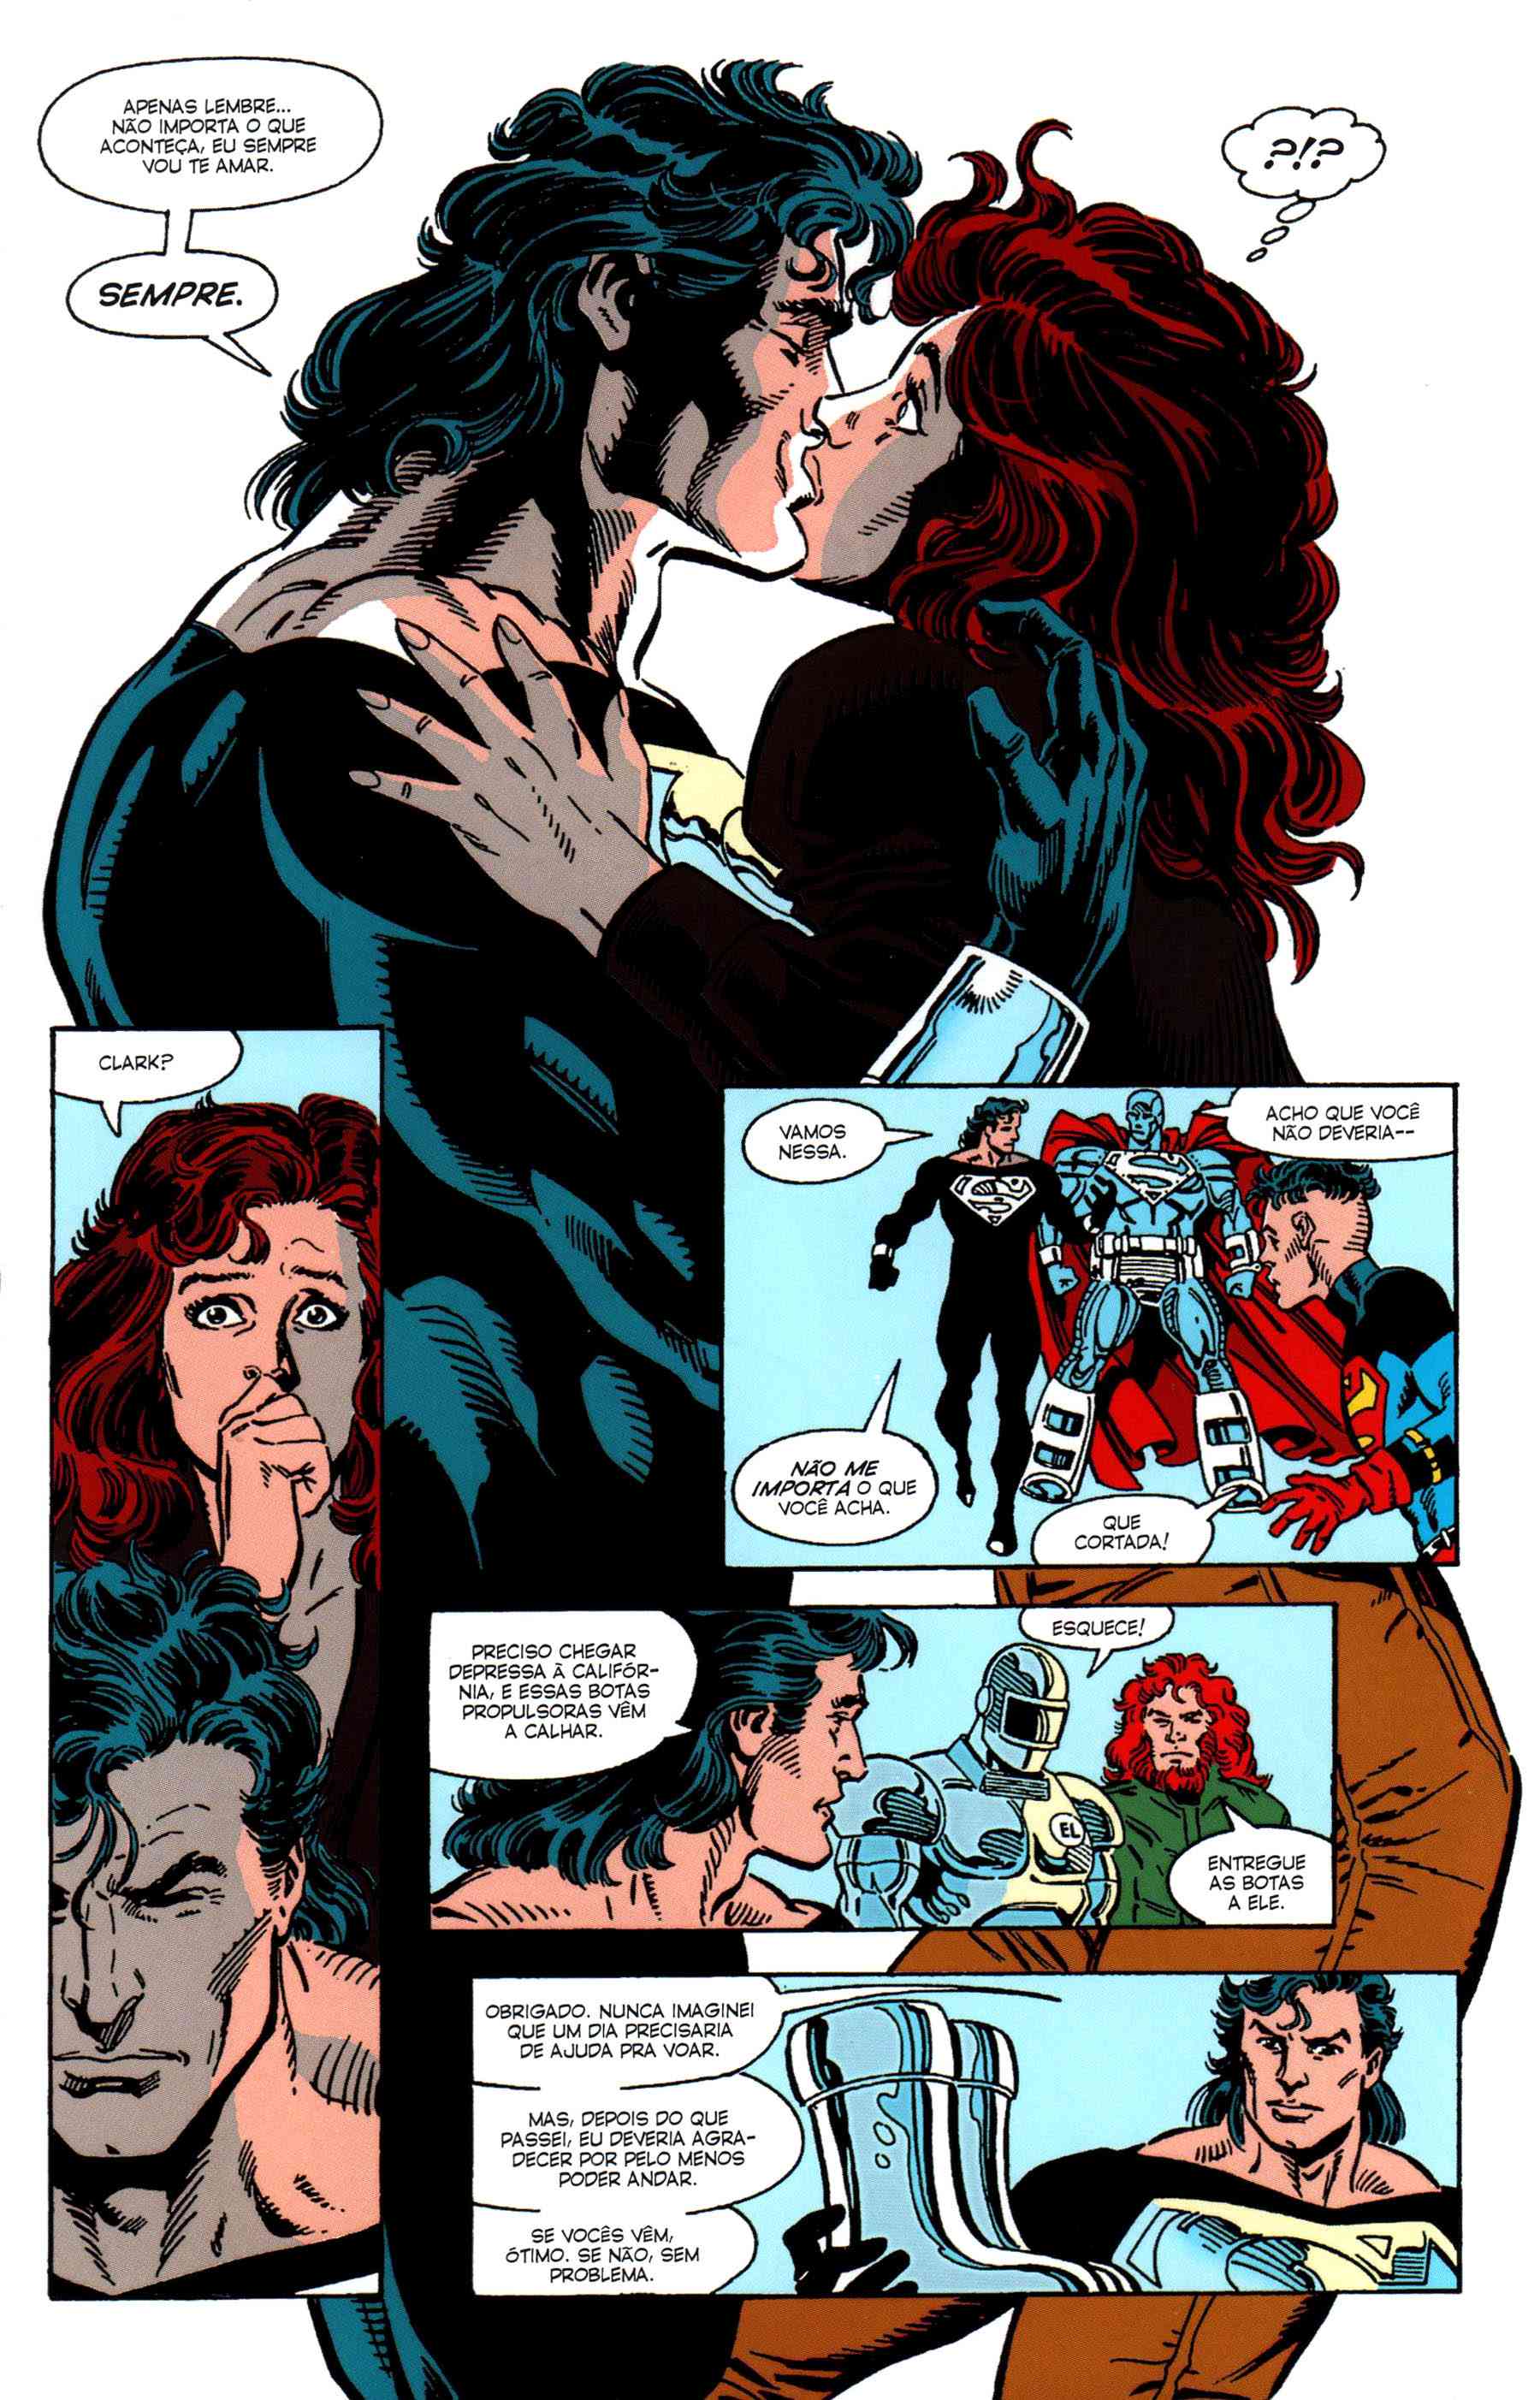 APENAS LEMBRE...
NÃO IMPORTA O QUE
ACONTEÇA, EU SEMPRE
VOU TE AMAR.
SEMPRE.
?!?
CLARK?
VAMOS
NESSA.
ACHO QUE VOCÊ
NÃO DEVERIA--
NÃO ME
IMPORTA O QUE
VOCÊ ACHA.
QUE
CORTADA!
PRECISO CHEGAR
DEPRESSA À CALIFÓR-
NIA, E ESSAS BOTAS
PROPULSORAS VÊM
A CALHAR.
ESQUECE!
EL
ENTREGUE
AS BOTAS
A ELE.
OBRIGADO. NUNCA IMAGINEI
QUE UM DIA PRECISARIA
DE AJUDA PRA VOAR.
MAS, DEPOIS DO QUE
PASSEI, EU DEVERIA AGRA-
DECER POR PELO MENOS
PODER ANDAR.
SE VOCÊS VÊM,
ÓTIMO. SE NÃO, SEM
PROBLEMA.